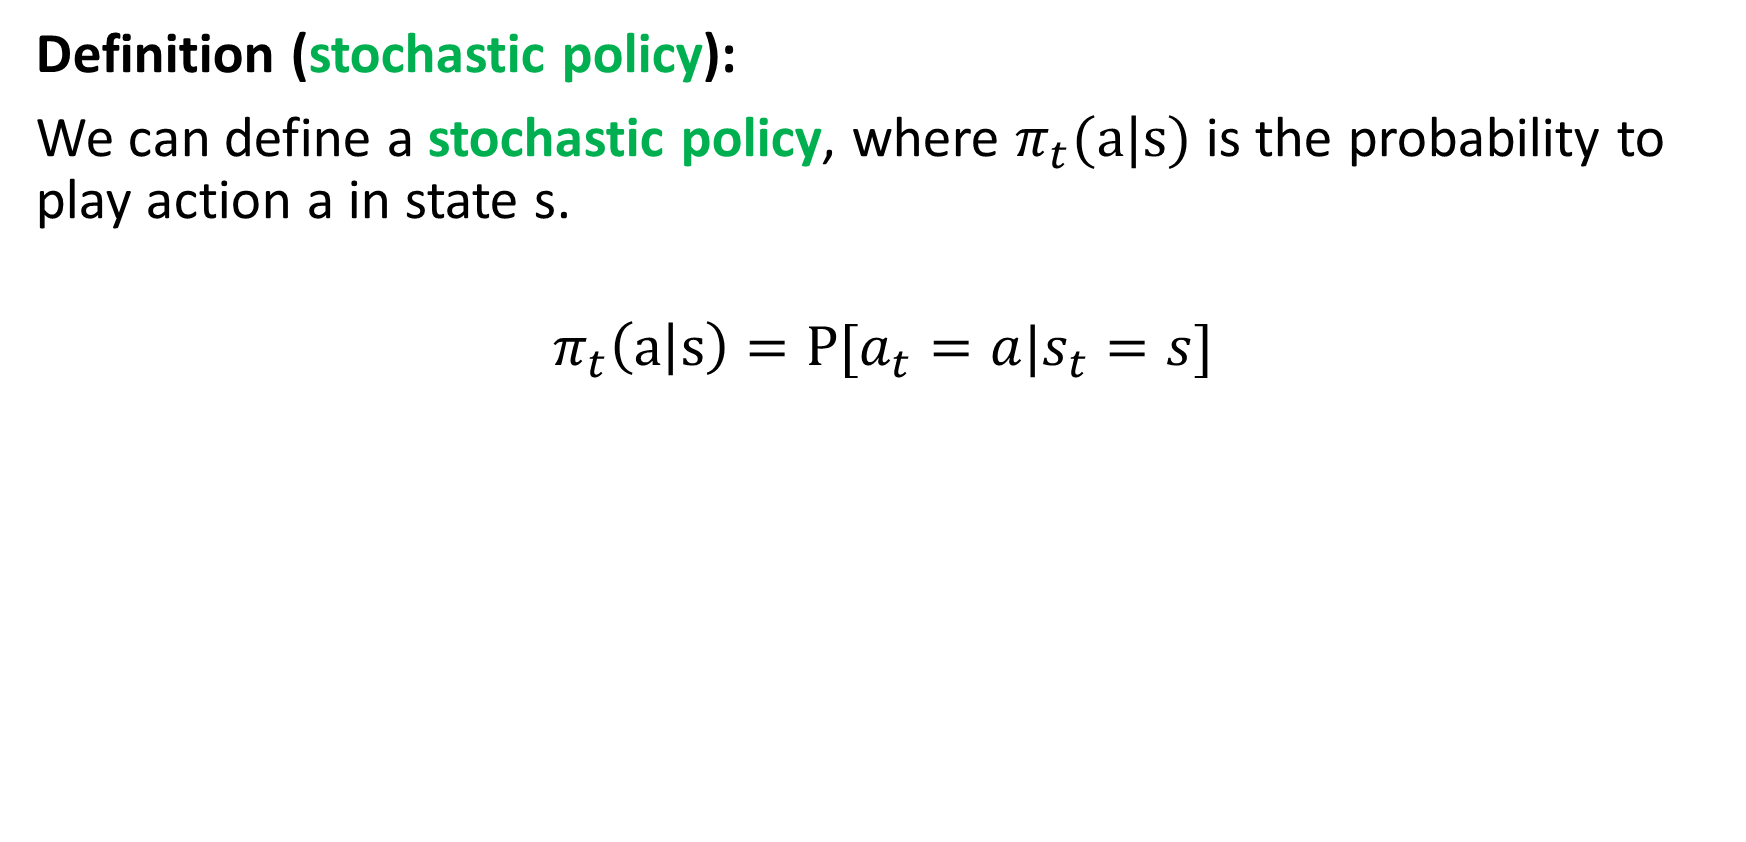 Definition (stochastic policy):
We can define a stochastic policy, where π_t(a|s) is the probability to
play action a in state s.
π_t(a|s) = P[a_t = a|s_t = s]